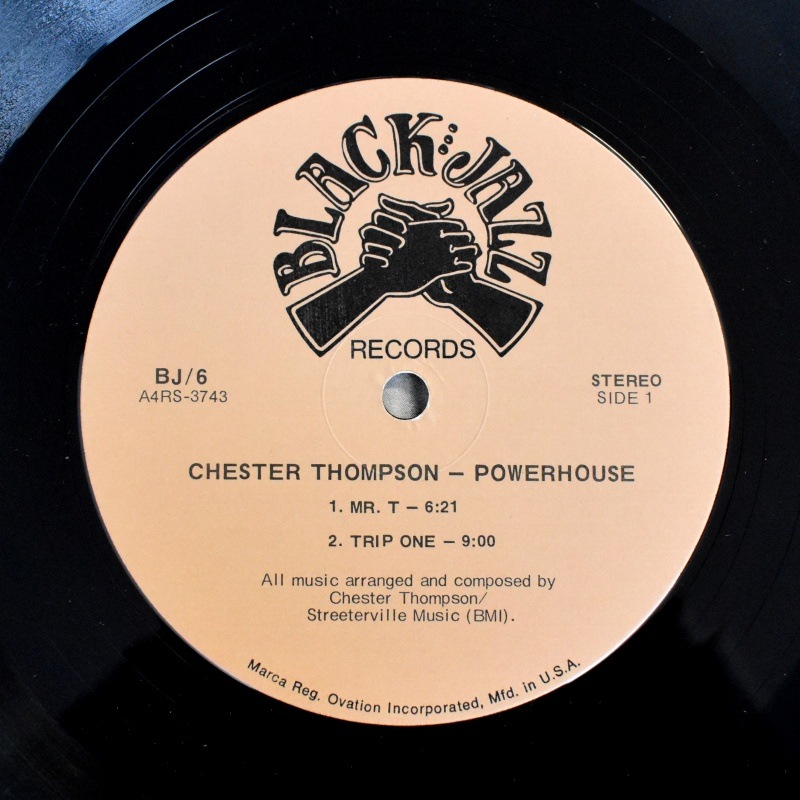 BLACK JAZZ
RECORDS
BJ/6
A4RS-3743
STEREO
SIDE 1
CHESTER THOMPSON – POWERHOUSE
1. MR. T – 6:21
2. TRIP ONE – 9:00
All music arranged and composed by
Chester Thompson/
Streeterville Music (BMI).
Marca Reg. Ovation Incorporated, Mfd. in U.S.A.